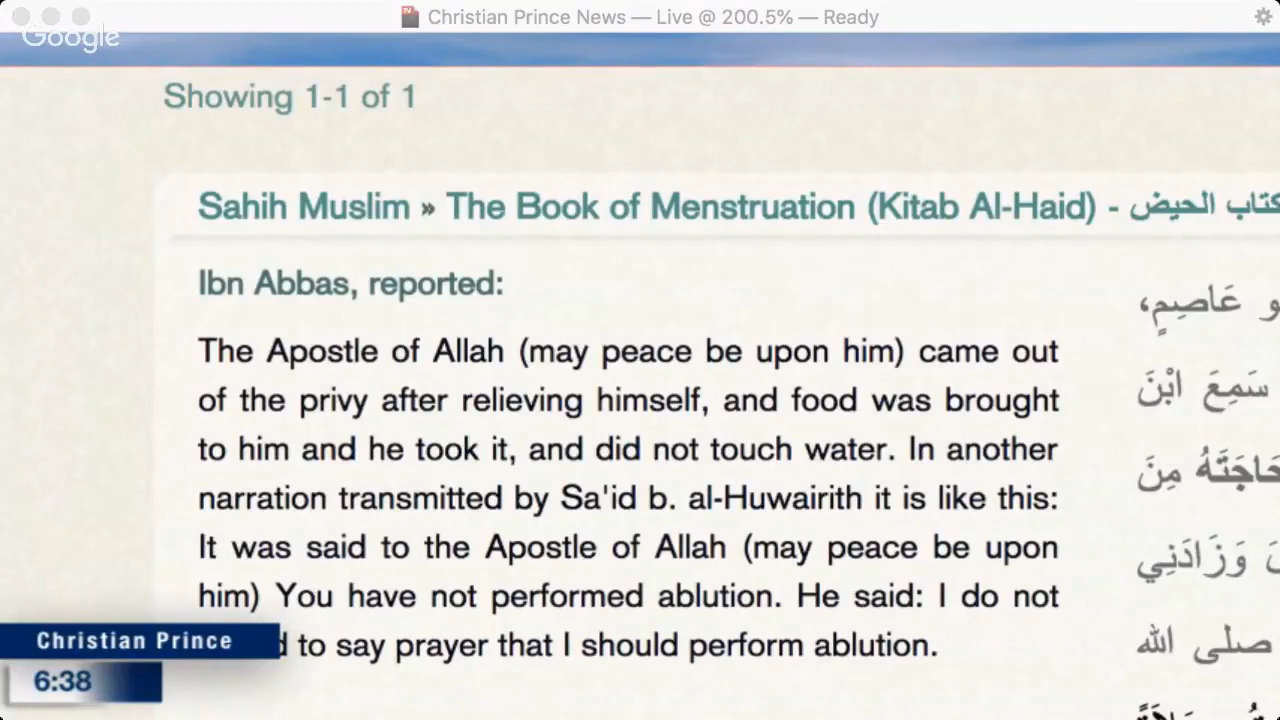 Christian Prince News — Live @ 200.5% — Ready
Google
Showing 1-1 of 1
Sahih Muslim » The Book of Menstruation (Kitab Al-Haid) - كتاب الحيض
Ibn Abbas, reported:
The Apostle of Allah (may peace be upon him) came out
of the privy after relieving himself, and food was brought
to him and he took it, and did not touch water. In another
narration transmitted by Sa'id b. al-Huwairith it is like this:
It was said to the Apostle of Allah (may peace be upon
him) You have not performed ablution. He said: I do not
to say prayer that I should perform ablution.
عَاصِمٍ،
سَمِعَ ابْنَ
حَاجَتَهُ مِنَ
وَزَادَنِي
صلى الله
Christian Prince
6:38